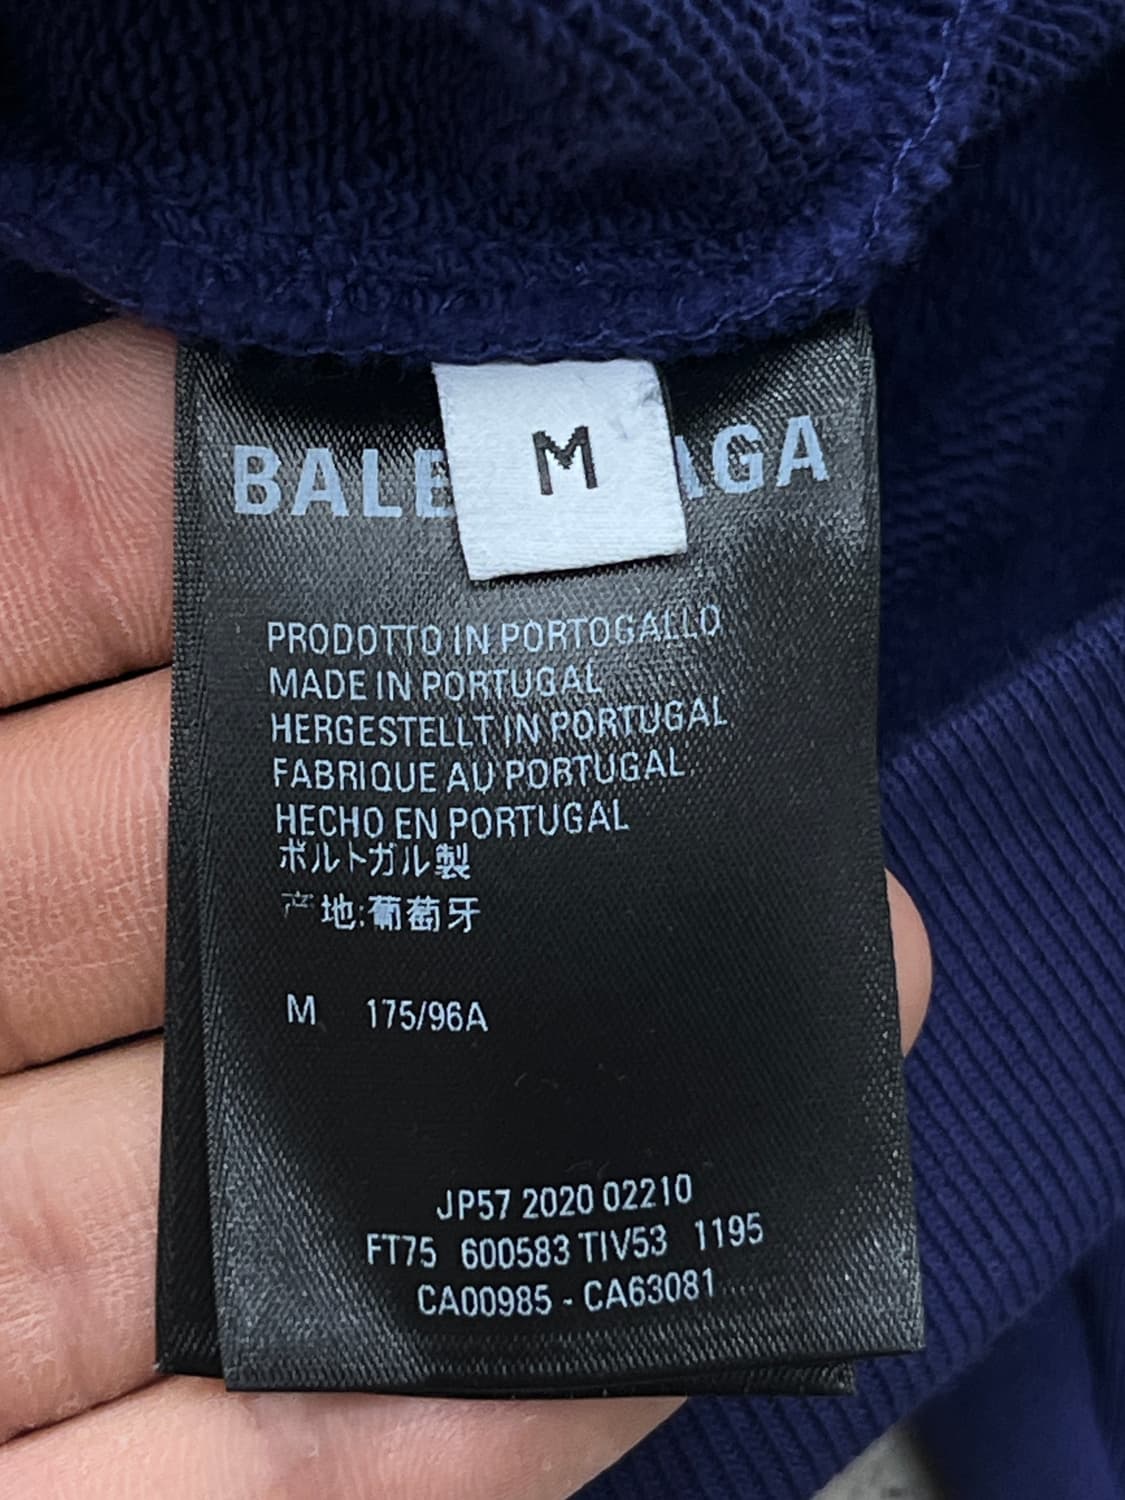 BALE AGA
M
PRODOTTO IN PORTOGALLO
MADE IN PORTUGAL
HERGESTELLT IN PORTUGAL
FABRIQUE AU PORTUGAL
HECHO EN PORTUGAL
ポルトガル製
产地:葡萄牙
M 175/96A
JP57 2020 02210
FT75 600583 TIV53 1195
CA00985 - CA63081